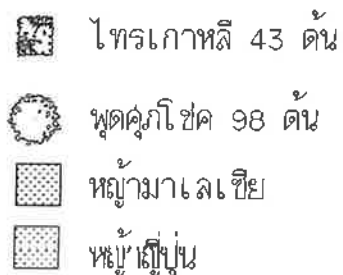 ไทรเกาหลี 43 ต้น
พุดศุภโชค 98 ต้น
หญ้ามาเลเซีย
หญ้าญี่ปุ่น